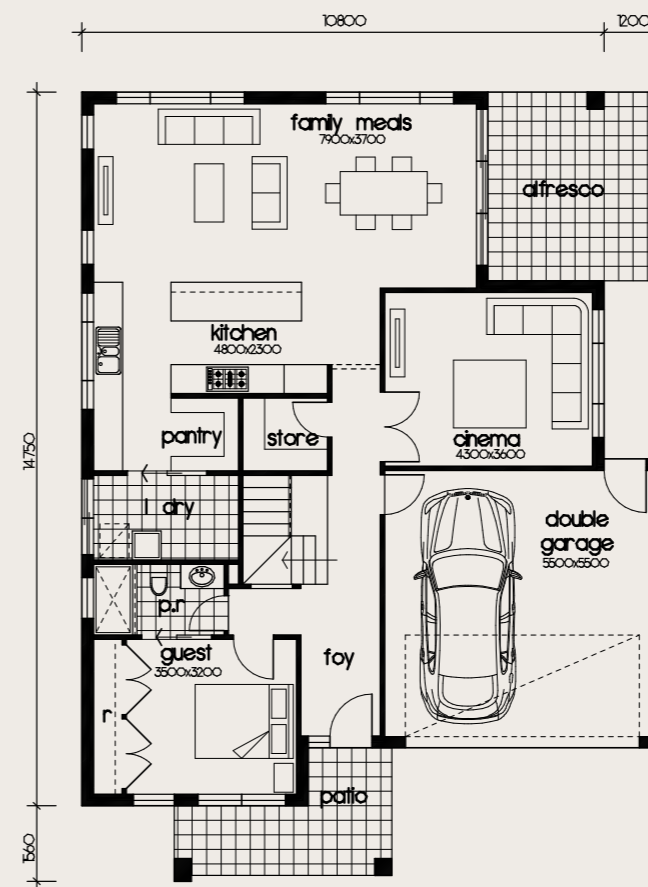 10800
1200
family meals
7900x3700
alfresco
kitchen
4800x2300
pantry
store
cinema
4300x3600
14750
l dry
double
garage
5500x5500
p.r
guest
3500x3200
foy
r
patio
1560